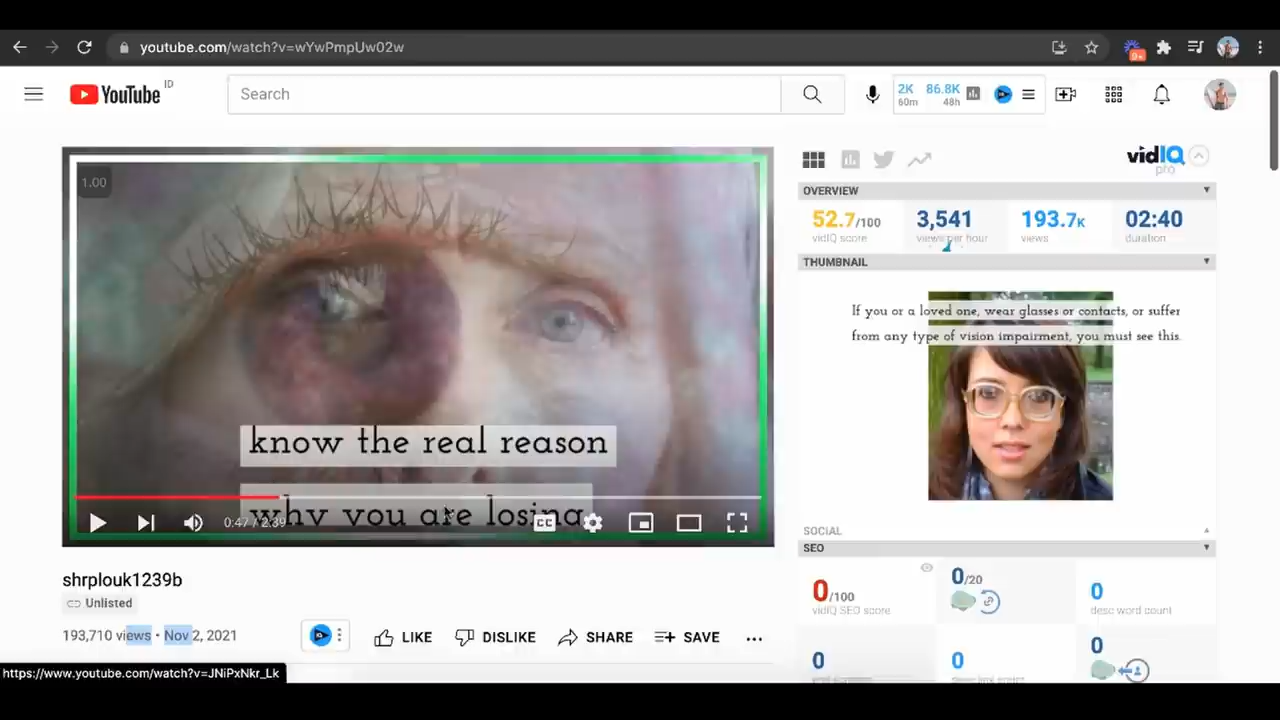 youtube.com/watch?v=wYwPmpUw02w
YouTube ID
Search
2K 86.8K
60m 48h
1.00
know the real reason
why you are losing
0:47 / 2:39
CC
shrplouk1239b
Unlisted
193,710 views • Nov 2, 2021
LIKE DISLIKE SHARE SAVE
https://www.youtube.com/watch?v=JNiPxNkr_Lk
vidIQ
pro
OVERVIEW
52.7/100 3,541 193.7K 02:40
vidIQ score views per hour views duration
THUMBNAIL
If you or a loved one, wear glasses or contacts, or suffer
from any type of vision impairment, you must see this.
SOCIAL
SEO
0/100 0/20 0
vidIQ SEO score desc word count
0 0 0